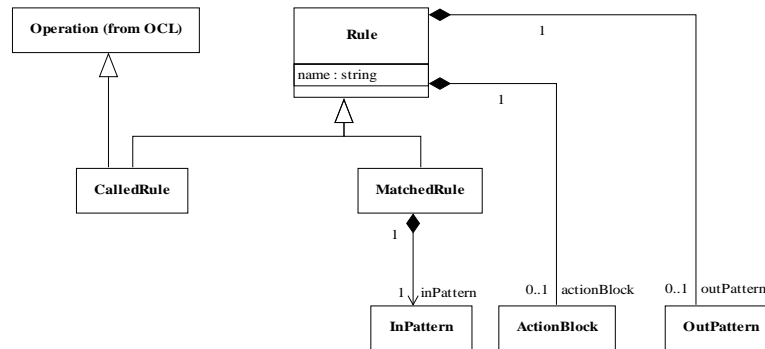 Operation (from OCL)
Rule
1
name : string
1
CalledRule
MatchedRule
1
1 inPattern
0..1 actionBlock
0..1 outPattern
InPattern
ActionBlock
OutPattern